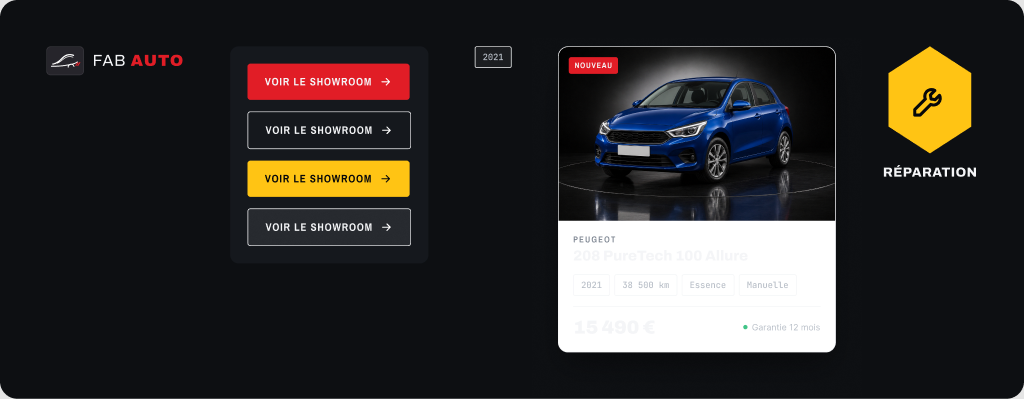 FAB AUTO
VOIR LE SHOWROOM →
VOIR LE SHOWROOM →
VOIR LE SHOWROOM →
VOIR LE SHOWROOM →
2021
NOUVEAU
PEUGEOT
208 PureTech 100 Allure
2021 38 500 km Essence Manuelle
15 490 € Garantie 12 mois
RÉPARATION